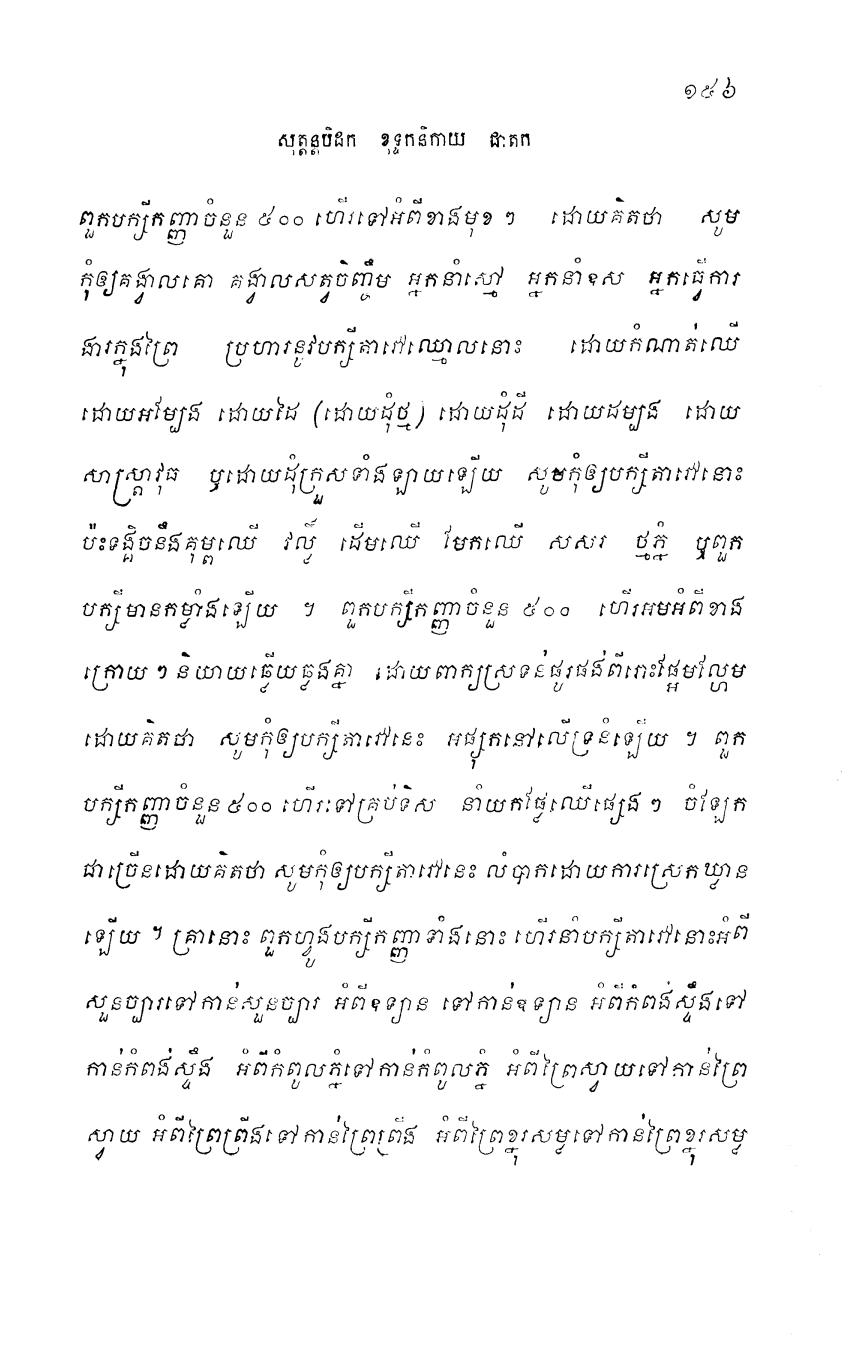 ១៩៦
សុត្តន្តបិដក ខុទ្ទកនិកាយ ជាតក
ពួកបក្សីកញ្ញាចំនួន ៥០០ ហើរទៅអំពីខាងមុខ ៗ ដោយគិតថា សូម
កុំឲ្យគង្វាលគោ គង្វាលសត្វចិញ្ចឹម អ្នកនាំស្មៅ អ្នកនាំឧស អ្នកធ្វើការ
ងារក្នុងព្រៃ ប្រហារនូវបក្សីតាវៅឈ្មោលនោះ ដោយកំណាត់ឈើ
ដោយអម្បែង ដោយដៃ (ដោយដុំថ្ម) ដោយដុំដី ដោយដម្បង ដោយ
សាស្ត្រាវុធ ឬដោយដុំក្រួសទាំងឡាយឡើយ សូមកុំឲ្យបក្សីតាវៅនោះ
ប៉ះទង្គិចនឹងគុម្ពឈើ វល្លិ៍ ដើមឈើ មែកឈើ សសរ ថ្មភ្នំ ឬពួក
បក្សីមានកម្លាំងឡើយ ។ ពួកបក្សីកញ្ញាចំនួន ៥០០ ហើរអមអំពីខាង
ក្រោយ ៗ និយាយឆ្លើយឆ្លងគ្នា ដោយពាក្យស្រទន់ផូរផង់ពីរោះផ្អែមល្ហែម
ដោយគិតថា សូមកុំឲ្យបក្សីតាវៅនេះ អផ្សុកនៅលើទ្រនំឡើយ ។ ពួក
បក្សីកញ្ញាចំនួន ៥០០ ហើរទៅគ្រប់ទិស នាំយកផ្លែឈើផ្សេង ៗ ចំឡែក
ជាច្រើនដោយគិតថា សូមកុំឲ្យបក្សីតាវៅនេះ លំបាកដោយការស្រេកឃ្លាន
ឡើយ ។ គ្រានោះ ពួកហ្វូងបក្សីកញ្ញាទាំងនោះ ហើរនាំបក្សីតាវៅនោះអំពី
សួនច្បារទៅកាន់សួនច្បារ អំពីឧទ្យាន ទៅកាន់ឧទ្យាន អំពីកំពង់ស្ទឹងទៅ
កាន់កំពង់ស្ទឹង អំពីកំពូលភ្នំទៅកាន់កំពូលភ្នំ អំពីព្រៃស្វាយទៅកាន់ព្រៃ
ស្វាយ អំពីព្រៃព្រីងទៅកាន់ព្រៃព្រីង អំពីព្រៃខ្នុរសម្លទៅកាន់ព្រៃខ្នុរសម្ល